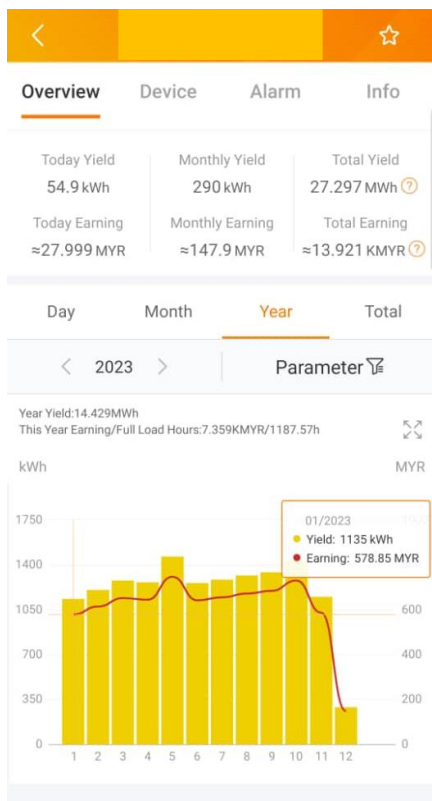 Overview Device Alarm Info
Today Yield Monthly Yield Total Yield
54.9 kWh 290 kWh 27.297 MWh ?
Today Earning Monthly Earning Total Earning
≈27.999 MYR ≈147.9 MYR ≈13.921 KMYR ?
Day Month Year Total
2023 Parameter
Year Yield:14.429MWh
This Year Earning/Full Load Hours:7.359KMYR/1187.57h
kWh MYR
01/2023
1750
Yield: 1135 kWh
Earning: 578.85 MYR
1400
1050 600
700 400
350 200
0 0
1 2 3 4 5 6 7 8 9 10 11 12